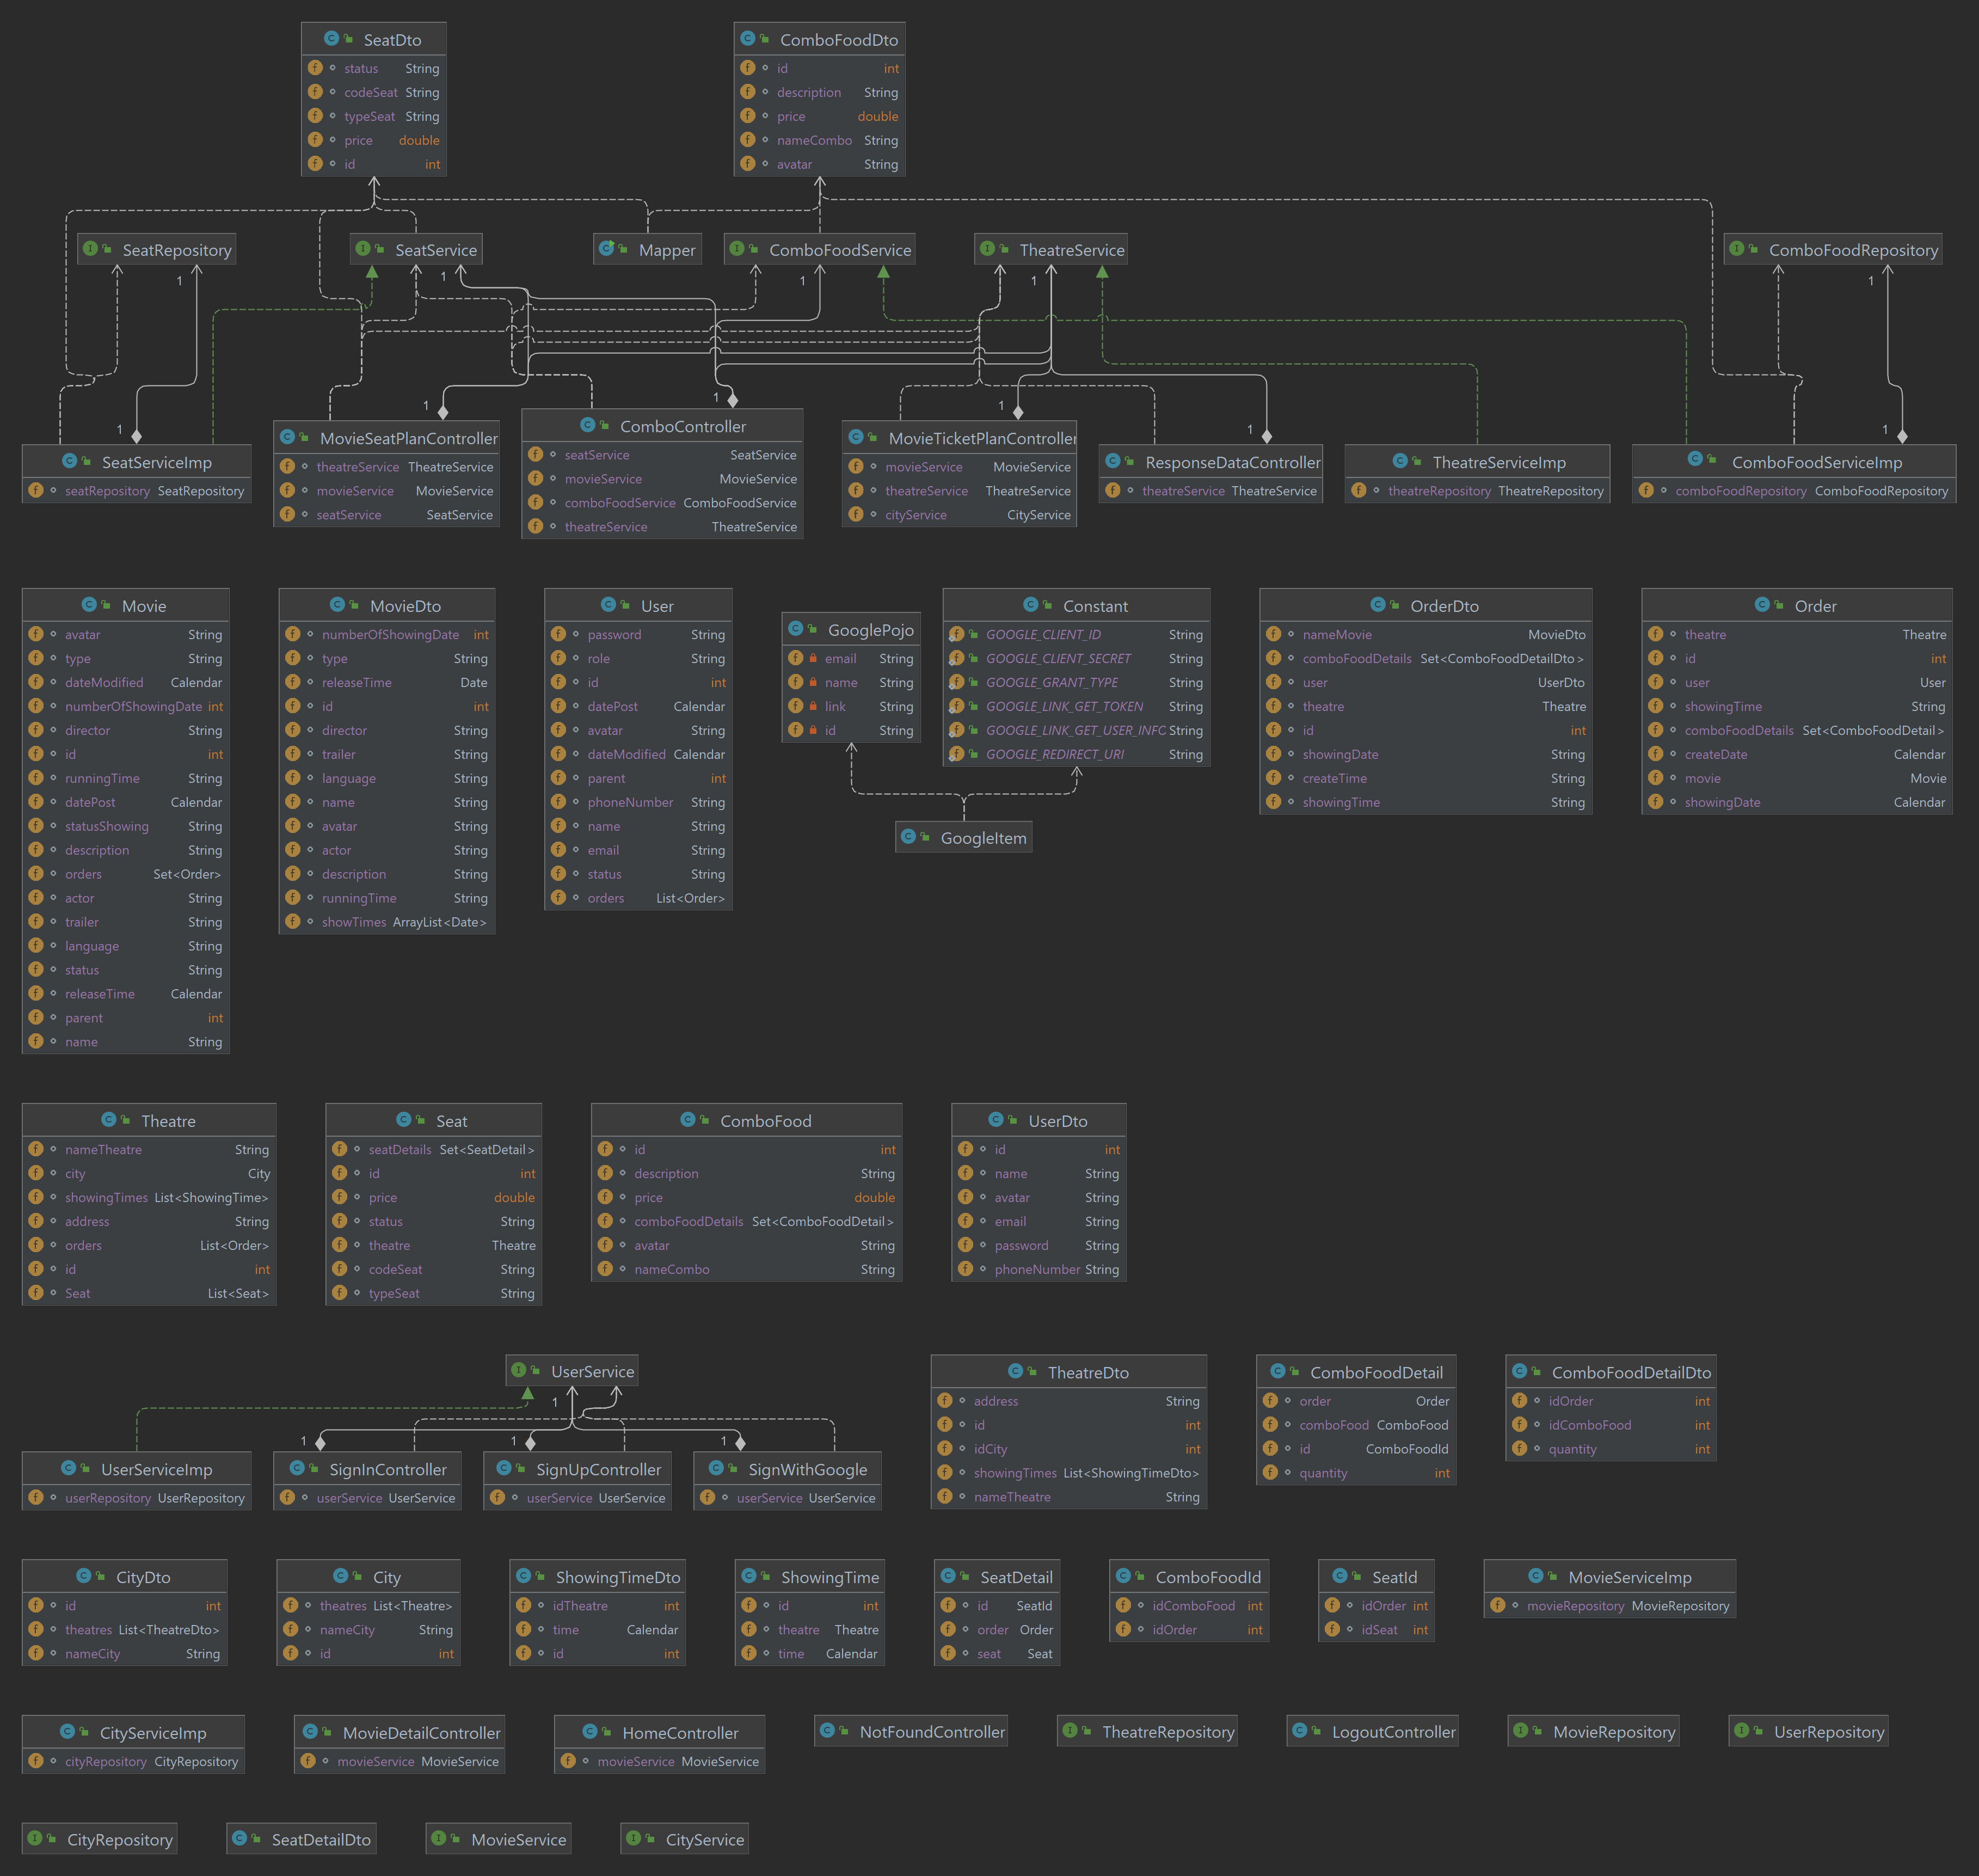 SeatDto
status String
codeSeat String
typeSeat String
price double
id int
ComboFoodDto
id int
description String
price double
nameCombo String
avatar String
SeatRepository
SeatService
Mapper
ComboFoodService
TheatreService
ComboFoodRepository
1
1
1
1
1
1
1
1
1
1
1
SeatServiceImp
seatRepository SeatRepository
MovieSeatPlanController
theatreService TheatreService
movieService MovieService
seatService SeatService
ComboController
seatService SeatService
movieService MovieService
comboFoodService ComboFoodService
theatreService TheatreService
MovieTicketPlanController
movieService MovieService
theatreService TheatreService
cityService CityService
ResponseDataController
theatreService TheatreService
TheatreServiceImp
theatreRepository TheatreRepository
ComboFoodServiceImp
comboFoodRepository ComboFoodRepository
Movie
avatar String
type String
dateModified Calendar
numberOfShowingDate int
director String
id int
runningTime String
datePost Calendar
statusShowing String
description String
orders Set<Order>
actor String
trailer String
language String
status String
releaseTime Calendar
parent int
name String
MovieDto
numberOfShowingDate int
type String
releaseTime Date
id int
director String
trailer String
language String
name String
avatar String
actor String
description String
runningTime String
showTimes ArrayList<Date>
User
password String
role String
id int
datePost Calendar
avatar String
dateModified Calendar
parent int
phoneNumber String
name String
email String
status String
orders List<Order>
GooglePojo
email String
name String
link String
id String
Constant
GOOGLE_CLIENT_ID String
GOOGLE_CLIENT_SECRET String
GOOGLE_GRANT_TYPE String
GOOGLE_LINK_GET_TOKEN String
GOOGLE_LINK_GET_USER_INFO String
GOOGLE_REDIRECT_URI String
GoogleItem
OrderDto
nameMovie MovieDto
comboFoodDetails Set<ComboFoodDetailDto>
user UserDto
theatre Theatre
id int
showingDate String
createTime String
showingTime String
Order
theatre Theatre
id int
user User
showingTime String
comboFoodDetails Set<ComboFoodDetail>
createDate Calendar
movie Movie
showingDate Calendar
Theatre
nameTheatre String
city City
showingTimes List<ShowingTime>
address String
orders List<Order>
id int
Seat List<Seat>
Seat
seatDetails Set<SeatDetail>
id int
price double
status String
theatre Theatre
codeSeat String
typeSeat String
ComboFood
id int
description String
price double
comboFoodDetails Set<ComboFoodDetail>
avatar String
nameCombo String
UserDto
id int
name String
avatar String
email String
password String
phoneNumber String
UserService
1
1
1
1
UserServiceImp
userRepository UserRepository
SignInController
userService UserService
SignUpController
userService UserService
SignWithGoogle
userService UserService
TheatreDto
address String
id int
idCity int
showingTimes List<ShowingTimeDto>
nameTheatre String
ComboFoodDetail
order Order
comboFood ComboFood
id ComboFoodId
quantity int
ComboFoodDetailDto
idOrder int
idComboFood int
quantity int
CityDto
id int
theatres List<TheatreDto>
nameCity String
City
theatres List<Theatre>
nameCity String
id int
ShowingTimeDto
idTheatre int
time Calendar
id int
ShowingTime
id int
theatre Theatre
time Calendar
SeatDetail
id SeatId
order Order
seat Seat
ComboFoodId
idComboFood int
idOrder int
SeatId
idOrder int
idSeat int
MovieServiceImp
movieRepository MovieRepository
CityServiceImp
cityRepository CityRepository
MovieDetailController
movieService MovieService
HomeController
movieService MovieService
NotFoundController
TheatreRepository
LogoutController
MovieRepository
UserRepository
CityRepository
SeatDetailDto
MovieService
CityService